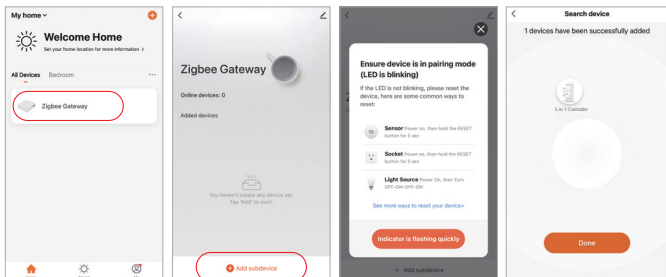 My home
Welcome Home
Set your home location for more information >
All Devices Bedroom ...
Zigbee Gateway
Zigbee Gateway
Online devices: 0
Added devices
You haven't create any device yet.
Tap 'Add' to start.
Add subdevice
Ensure device is in pairing mode
(LED is blinking)
If the LED is not blinking, please reset the
device, here are some common ways to
reset:
Sensor Power on, then hold the RESET
button for 5 sec
Socket Power on, then hold the RESET
button for 5 sec
Light Source Power On, then Turn
OFF-ON-OFF-ON
See more ways to reset your device>
Indicator is flashing quickly
+ Add subdevice
Search device
1 devices have been successfully added
5 in 1 Controller
Done